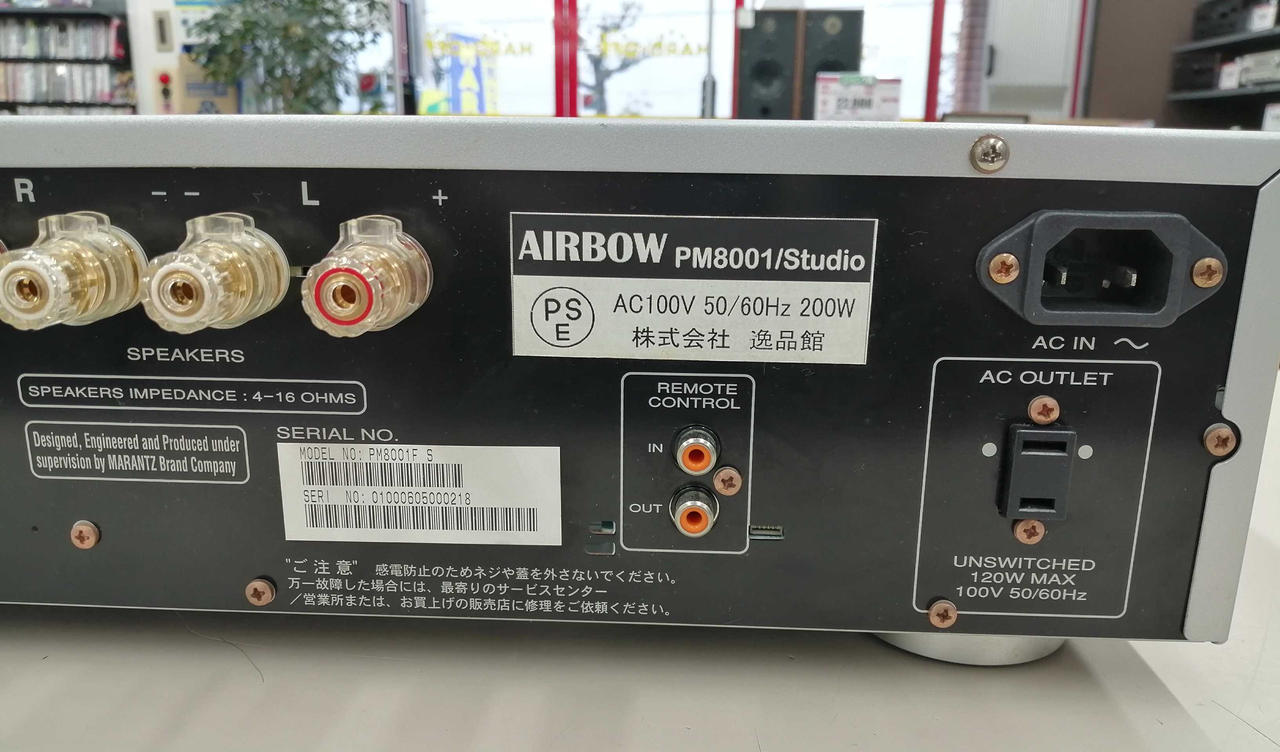 HARD OFF
22,000
R
— —
L
+
SPEAKERS
SPEAKERS IMPEDANCE : 4–16 OHMS
Designed, Engineered and Produced under
supervision by MARANTZ Brand Company
SERIAL NO.
MODEL NO: PM8001F S
SERI NO: 01000605000218
AIRBOW PM8001/Studio
PS
E
AC100V 50/60Hz 200W
株式会社 逸品館
REMOTE
CONTROL
IN
OUT
AC IN ～
AC OUTLET
UNSWITCHED
120W MAX
100V 50/60Hz
"ご注意" 感電防止のためネジや蓋を外さないでください。
万一故障した場合には、最寄りのサービスセンター
／営業所または、お買上げの販売店に修理をご依頼ください。